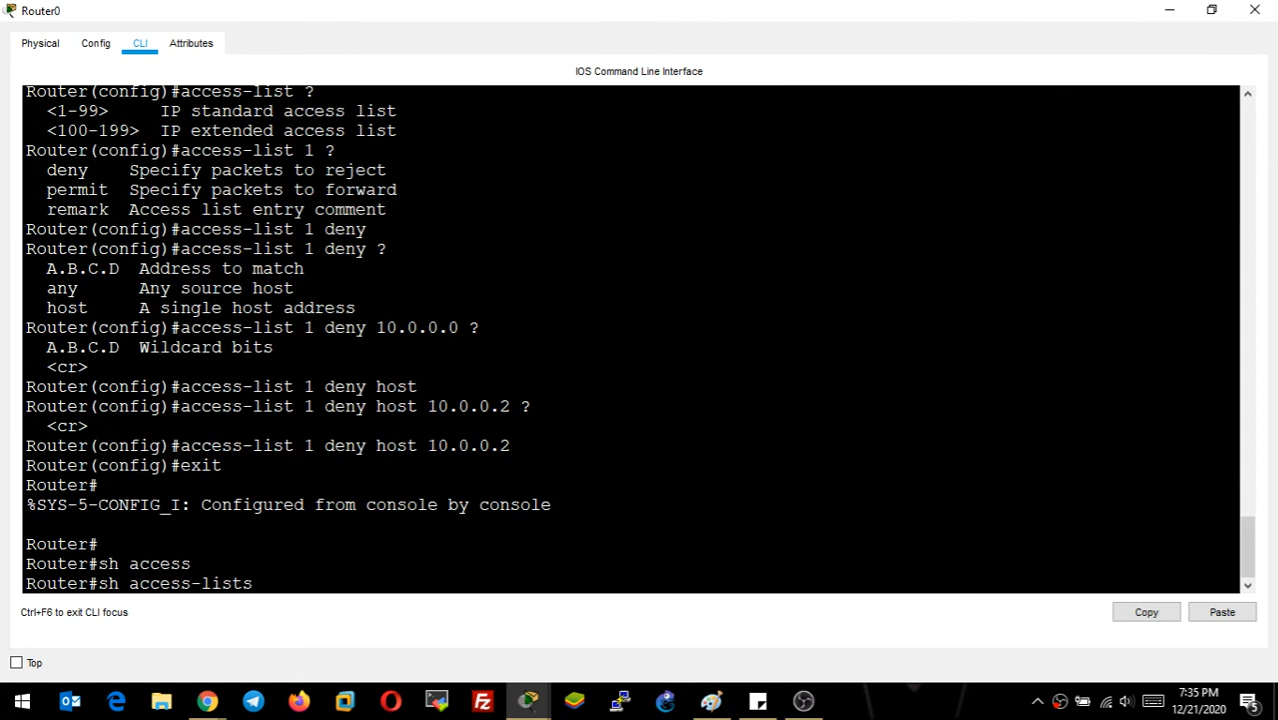 Router0
Physical Config CLI Attributes
IOS Command Line Interface
Router(config)#access-list ?
<1-99> IP standard access list
<100-199> IP extended access list
Router(config)#access-list 1 ?
deny Specify packets to reject
permit Specify packets to forward
remark Access list entry comment
Router(config)#access-list 1 deny
Router(config)#access-list 1 deny ?
A.B.C.D Address to match
any Any source host
host A single host address
Router(config)#access-list 1 deny 10.0.0.0 ?
A.B.C.D Wildcard bits
<cr>
Router(config)#access-list 1 deny host
Router(config)#access-list 1 deny host 10.0.0.2 ?
<cr>
Router(config)#access-list 1 deny host 10.0.0.2
Router(config)#exit
Router#
%SYS-5-CONFIG_I: Configured from console by console
Router#
Router#sh access
Router#sh access-lists
Ctrl+F6 to exit CLI focus
Copy Paste
Top
7:35 PM
12/21/2020
5